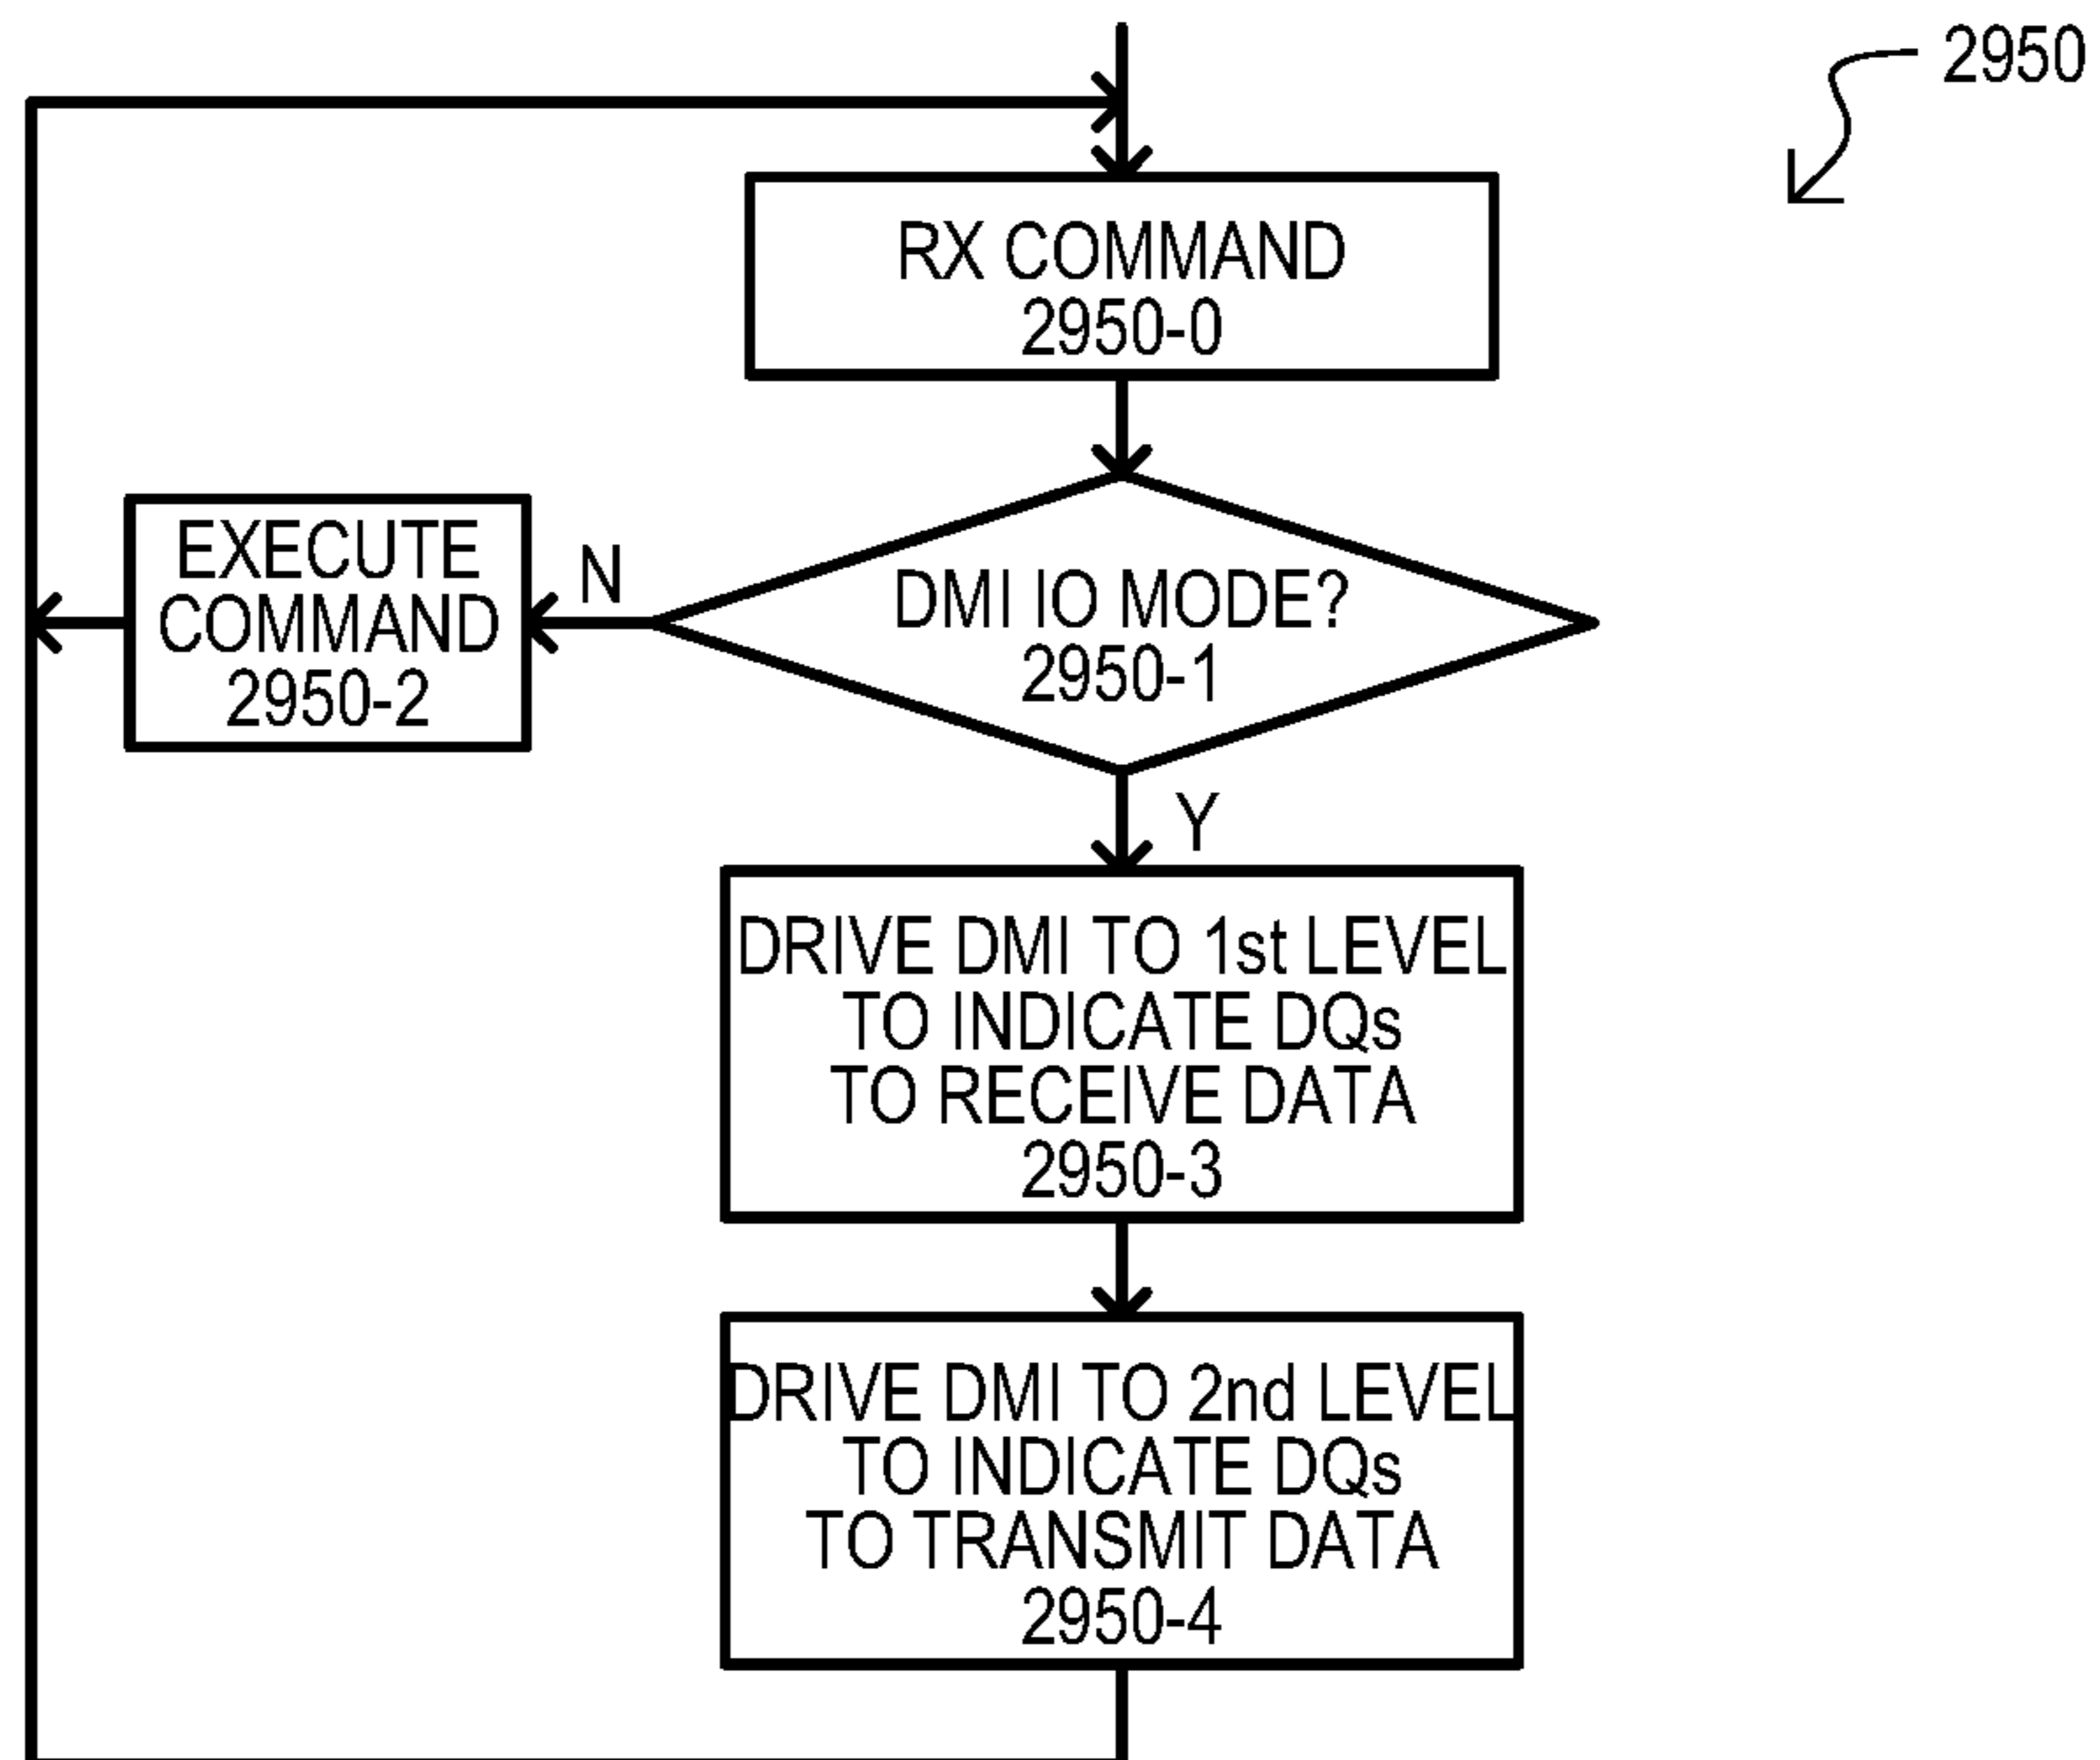 2950
RX COMMAND
2950-0
DMI IO MODE?
2950-1
N
EXECUTE
COMMAND
2950-2
Y
DRIVE DMI TO 1st LEVEL
TO INDICATE DQs
TO RECEIVE DATA
2950-3
DRIVE DMI TO 2nd LEVEL
TO INDICATE DQs
TO TRANSMIT DATA
2950-4